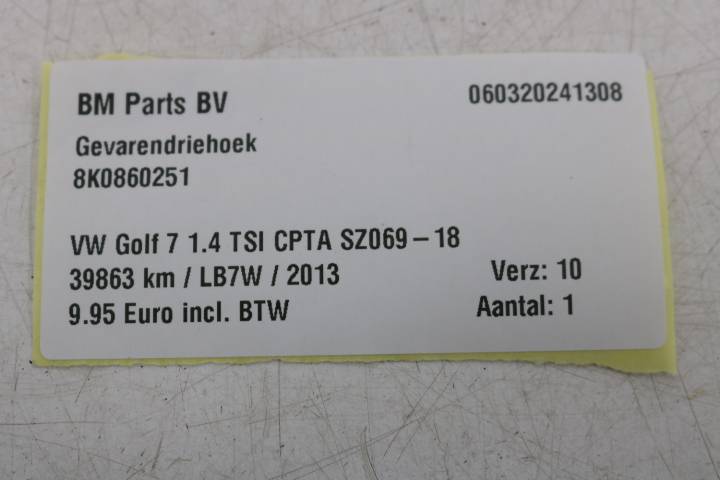 BM Parts BV 060320241308
Gevarendriehoek
8K0860251
VW Golf 7 1.4 TSI CPTA SZ069 – 18
39863 km / LB7W / 2013 Verz: 10
9.95 Euro incl. BTW Aantal: 1